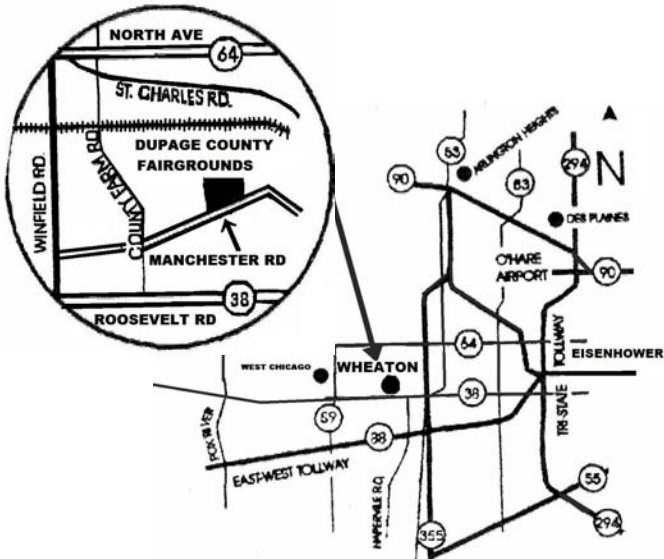 NORTH AVE
64
ST. CHARLES RD.
DUPAGE COUNTY
FAIRGROUNDS
COUNTY FARM RD.
WINFIELD RD.
MANCHESTER RD
38
ROOSEVELT RD
53
ARLINGTON HEIGHTS
294
90
83
N
DES PLAINES
O'HARE
AIRPORT
90
64
TOLLWAY
EISENHOWER
WEST CHICAGO
WHEATON
38
TRI-STATE
59
FOX RIVER
88
EAST-WEST TOLLWAY
NAPERVILLE RD.
55
355
294